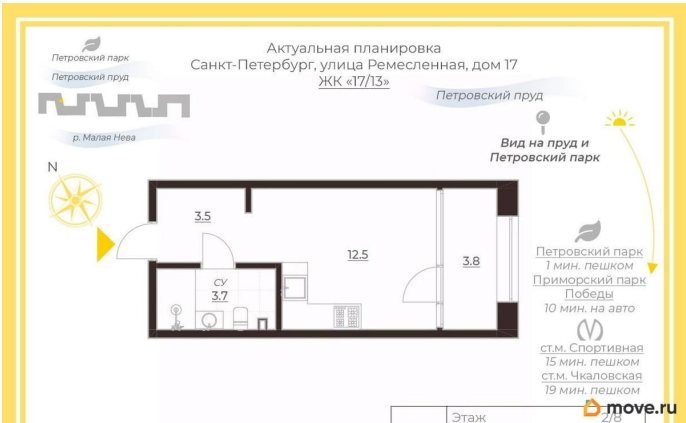 Актуальная планировка
Санкт-Петербург, улица Ремесленная, дом 17
ЖК «17/13»
Петровский парк
Петровский пруд
р. Малая Нева
Петровский пруд
Вид на пруд и
Петровский парк
N
3.5
12.5
3.8
СУ
3.7
Петровский парк
1 мин. пешком
Приморский парк
Победы
10 мин. на авто
ст.м. Спортивная
15 мин. пешком
ст.м. Чкаловская
19 мин. пешком
move.ru
Этаж 2/8